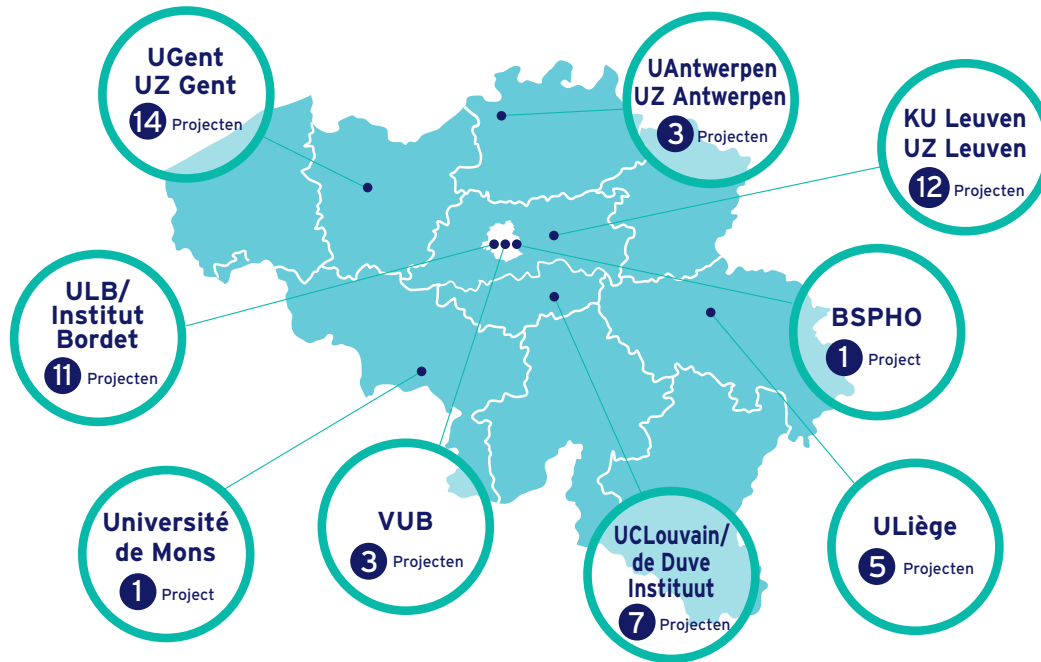 UGent
UZ Gent
14 Projecten
UAntwerpen
UZ Antwerpen
3 Projecten
KU Leuven
UZ Leuven
12 Projecten
ULB/
Institut
Bordet
11 Projecten
BSPHO
1 Project
Université
de Mons
1 Project
VUB
3 Projecten
UCLouvain/
de Duve
Instituut
7 Projecten
ULiège
5 Projecten